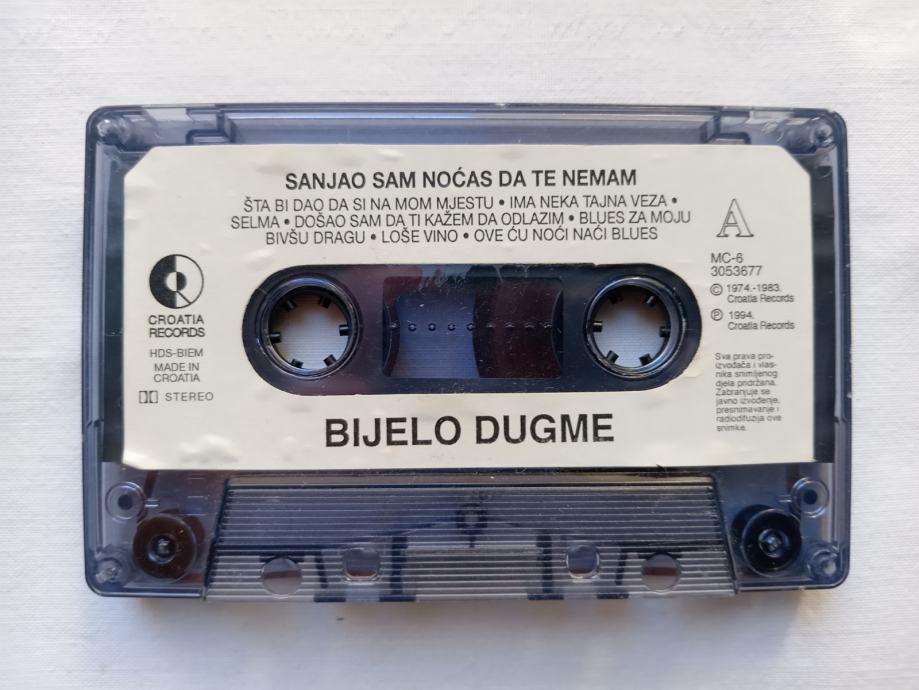 SANJAO SAM NOĆAS DA TE NEMAM
ŠTA BI DAO DA SI NA MOM MJESTU • IMA NEKA TAJNA VEZA •
SELMA • DOŠAO SAM DA TI KAŽEM DA ODLAZIM • BLUES ZA MOJU
BIVŠU DRAGU • LOŠE VINO • OVE ĆU NOĆI NAĆI BLUES
A
MC-6
3053677
© 1974.-1983.
Croatia Records
℗ 1994.
Croatia Records
CROATIA
RECORDS
HDS-BIEM
MADE IN
CROATIA
STEREO
Sva prava pro-
izvođača i vlas-
nika snimljenog
djela pridržana.
Zabranjuje se
javno izvođenje,
presnimavanje i
radiodifuzija ove
snimke.
BIJELO DUGME